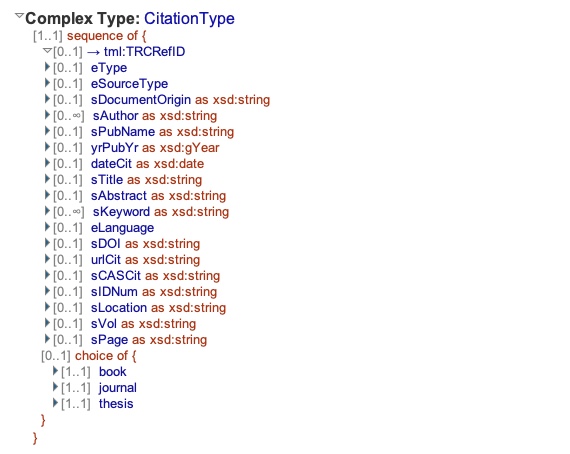 Complex Type: CitationType
[1..1] sequence of {
[0..1] → tml:TRCRefID
[0..1] eType
[0..1] eSourceType
[0..1] sDocumentOrigin as xsd:string
[0..∞] sAuthor as xsd:string
[0..1] sPubName as xsd:string
[0..1] yrPubYr as xsd:gYear
[0..1] dateCit as xsd:date
[0..1] sTitle as xsd:string
[0..1] sAbstract as xsd:string
[0..∞] sKeyword as xsd:string
[0..1] eLanguage
[0..1] sDOI as xsd:string
[0..1] urlCit as xsd:string
[0..1] sCASCit as xsd:string
[0..1] sIDNum as xsd:string
[0..1] sLocation as xsd:string
[0..1] sVol as xsd:string
[0..1] sPage as xsd:string
[0..1] choice of {
[1..1] book
[1..1] journal
[1..1] thesis
}
}